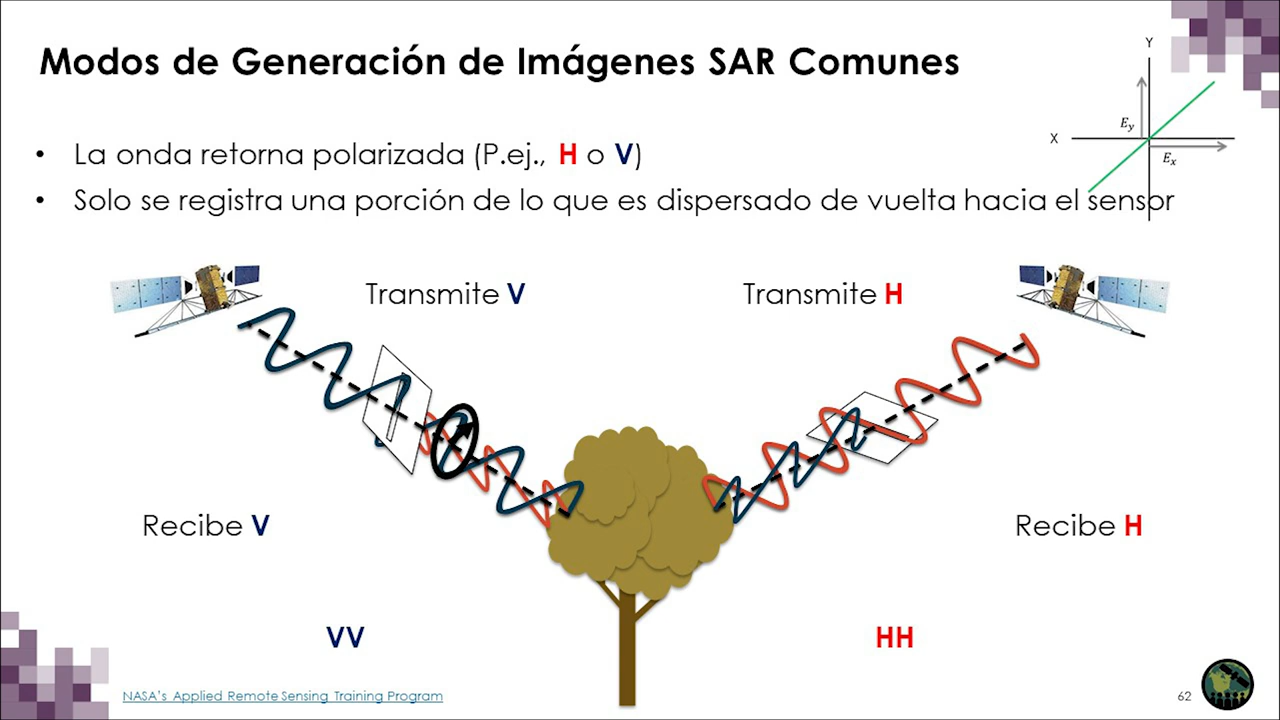 Modos de Generación de Imágenes SAR Comunes
Y
X
Ey
Ex
• La onda retorna polarizada (P.ej., H o V)
• Solo se registra una porción de lo que es dispersado de vuelta hacia el sensor
Transmite V
Transmite H
Recibe V
Recibe H
VV
HH
NASA's Applied Remote Sensing Training Program
62